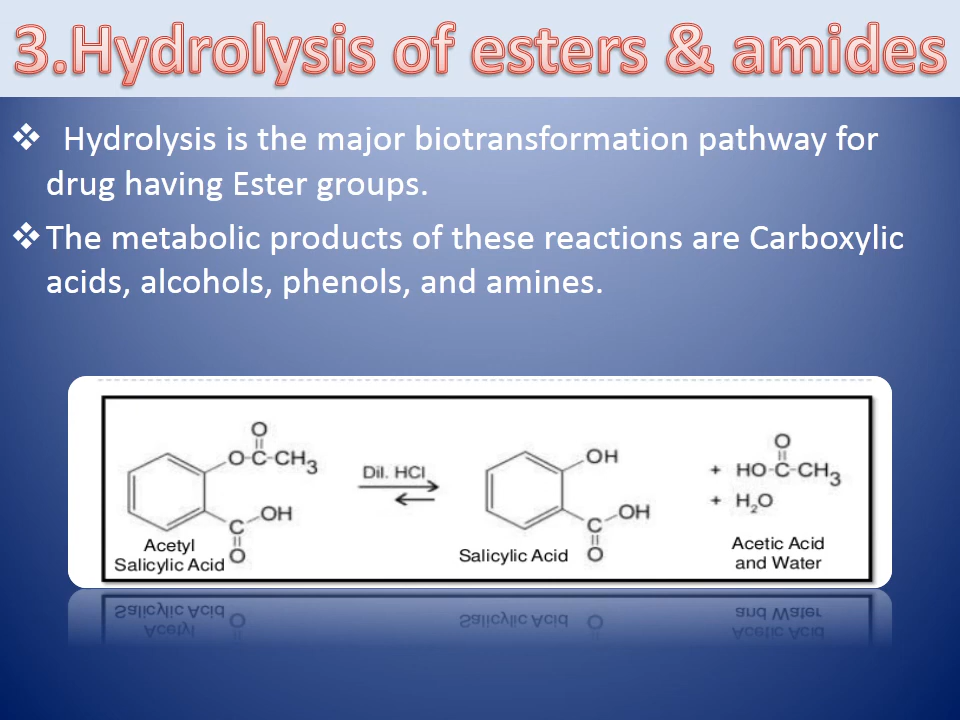 3.Hydrolysis of esters & amides
❖ Hydrolysis is the major biotransformation pathway for
drug having Ester groups.
❖ The metabolic products of these reactions are Carboxylic
acids, alcohols, phenols, and amines.
O
O-C-CH3
C-OH
O
Acetyl
Salicylic Acid
Dil. HCl
OH
C-OH
O
Salicylic Acid
O
+ HO-C-CH3
+ H2O
Acetic Acid
and Water